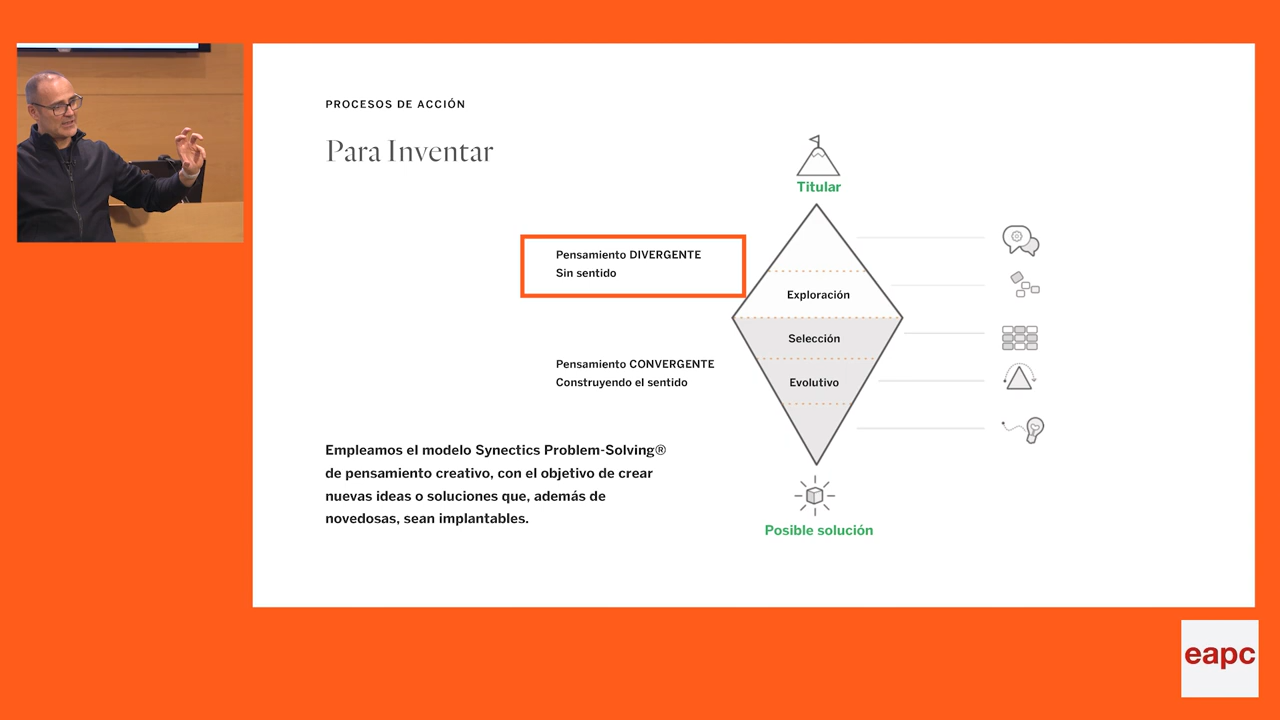 PROCESOS DE ACCIÓN
Para Inventar
Titular
Pensamiento DIVERGENTE
Sin sentido
Exploración
Selección
Pensamiento CONVERGENTE
Construyendo el sentido
Evolutivo
Empleamos el modelo Synectics Problem-Solving®
de pensamiento creativo, con el objetivo de crear
nuevas ideas o soluciones que, además de
novedosas, sean implantables.
Posible solución
eapc